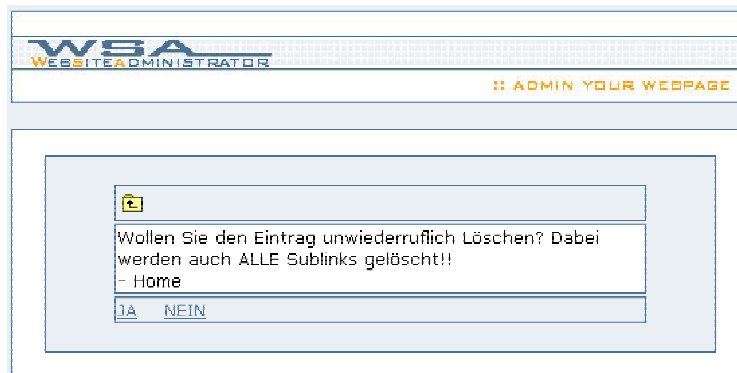 WSA
WEBSITEADMINISTRATOR
:: ADMIN YOUR WEBPAGE
Wollen Sie den Eintrag unwiederruflich Löschen? Dabei
werden auch ALLE Sublinks gelöscht!!
- Home
JA NEIN